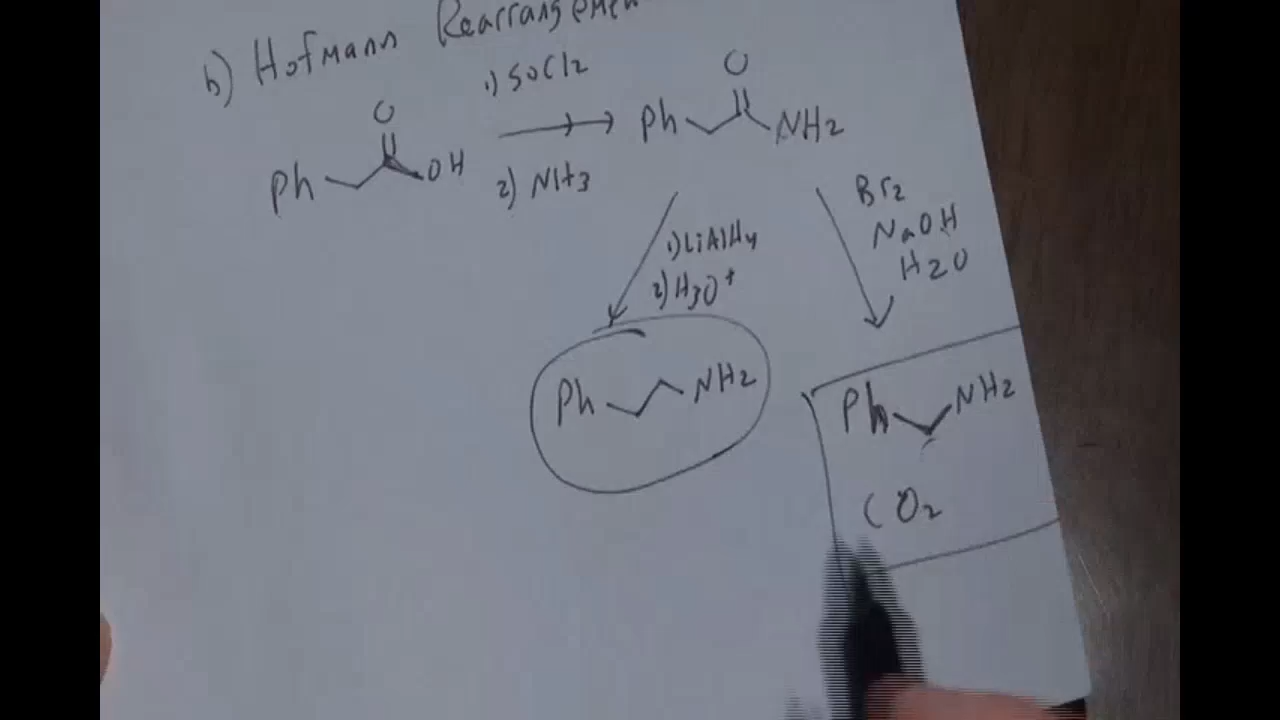 b) Hofmann Rearrangemen
1) SOCl2
O
Ph OH
2) NH3
O
Ph NH2
1) LiAlH4
2) H3O+
Br2
NaOH
H2O
Ph NH2
Ph NH2
CO2